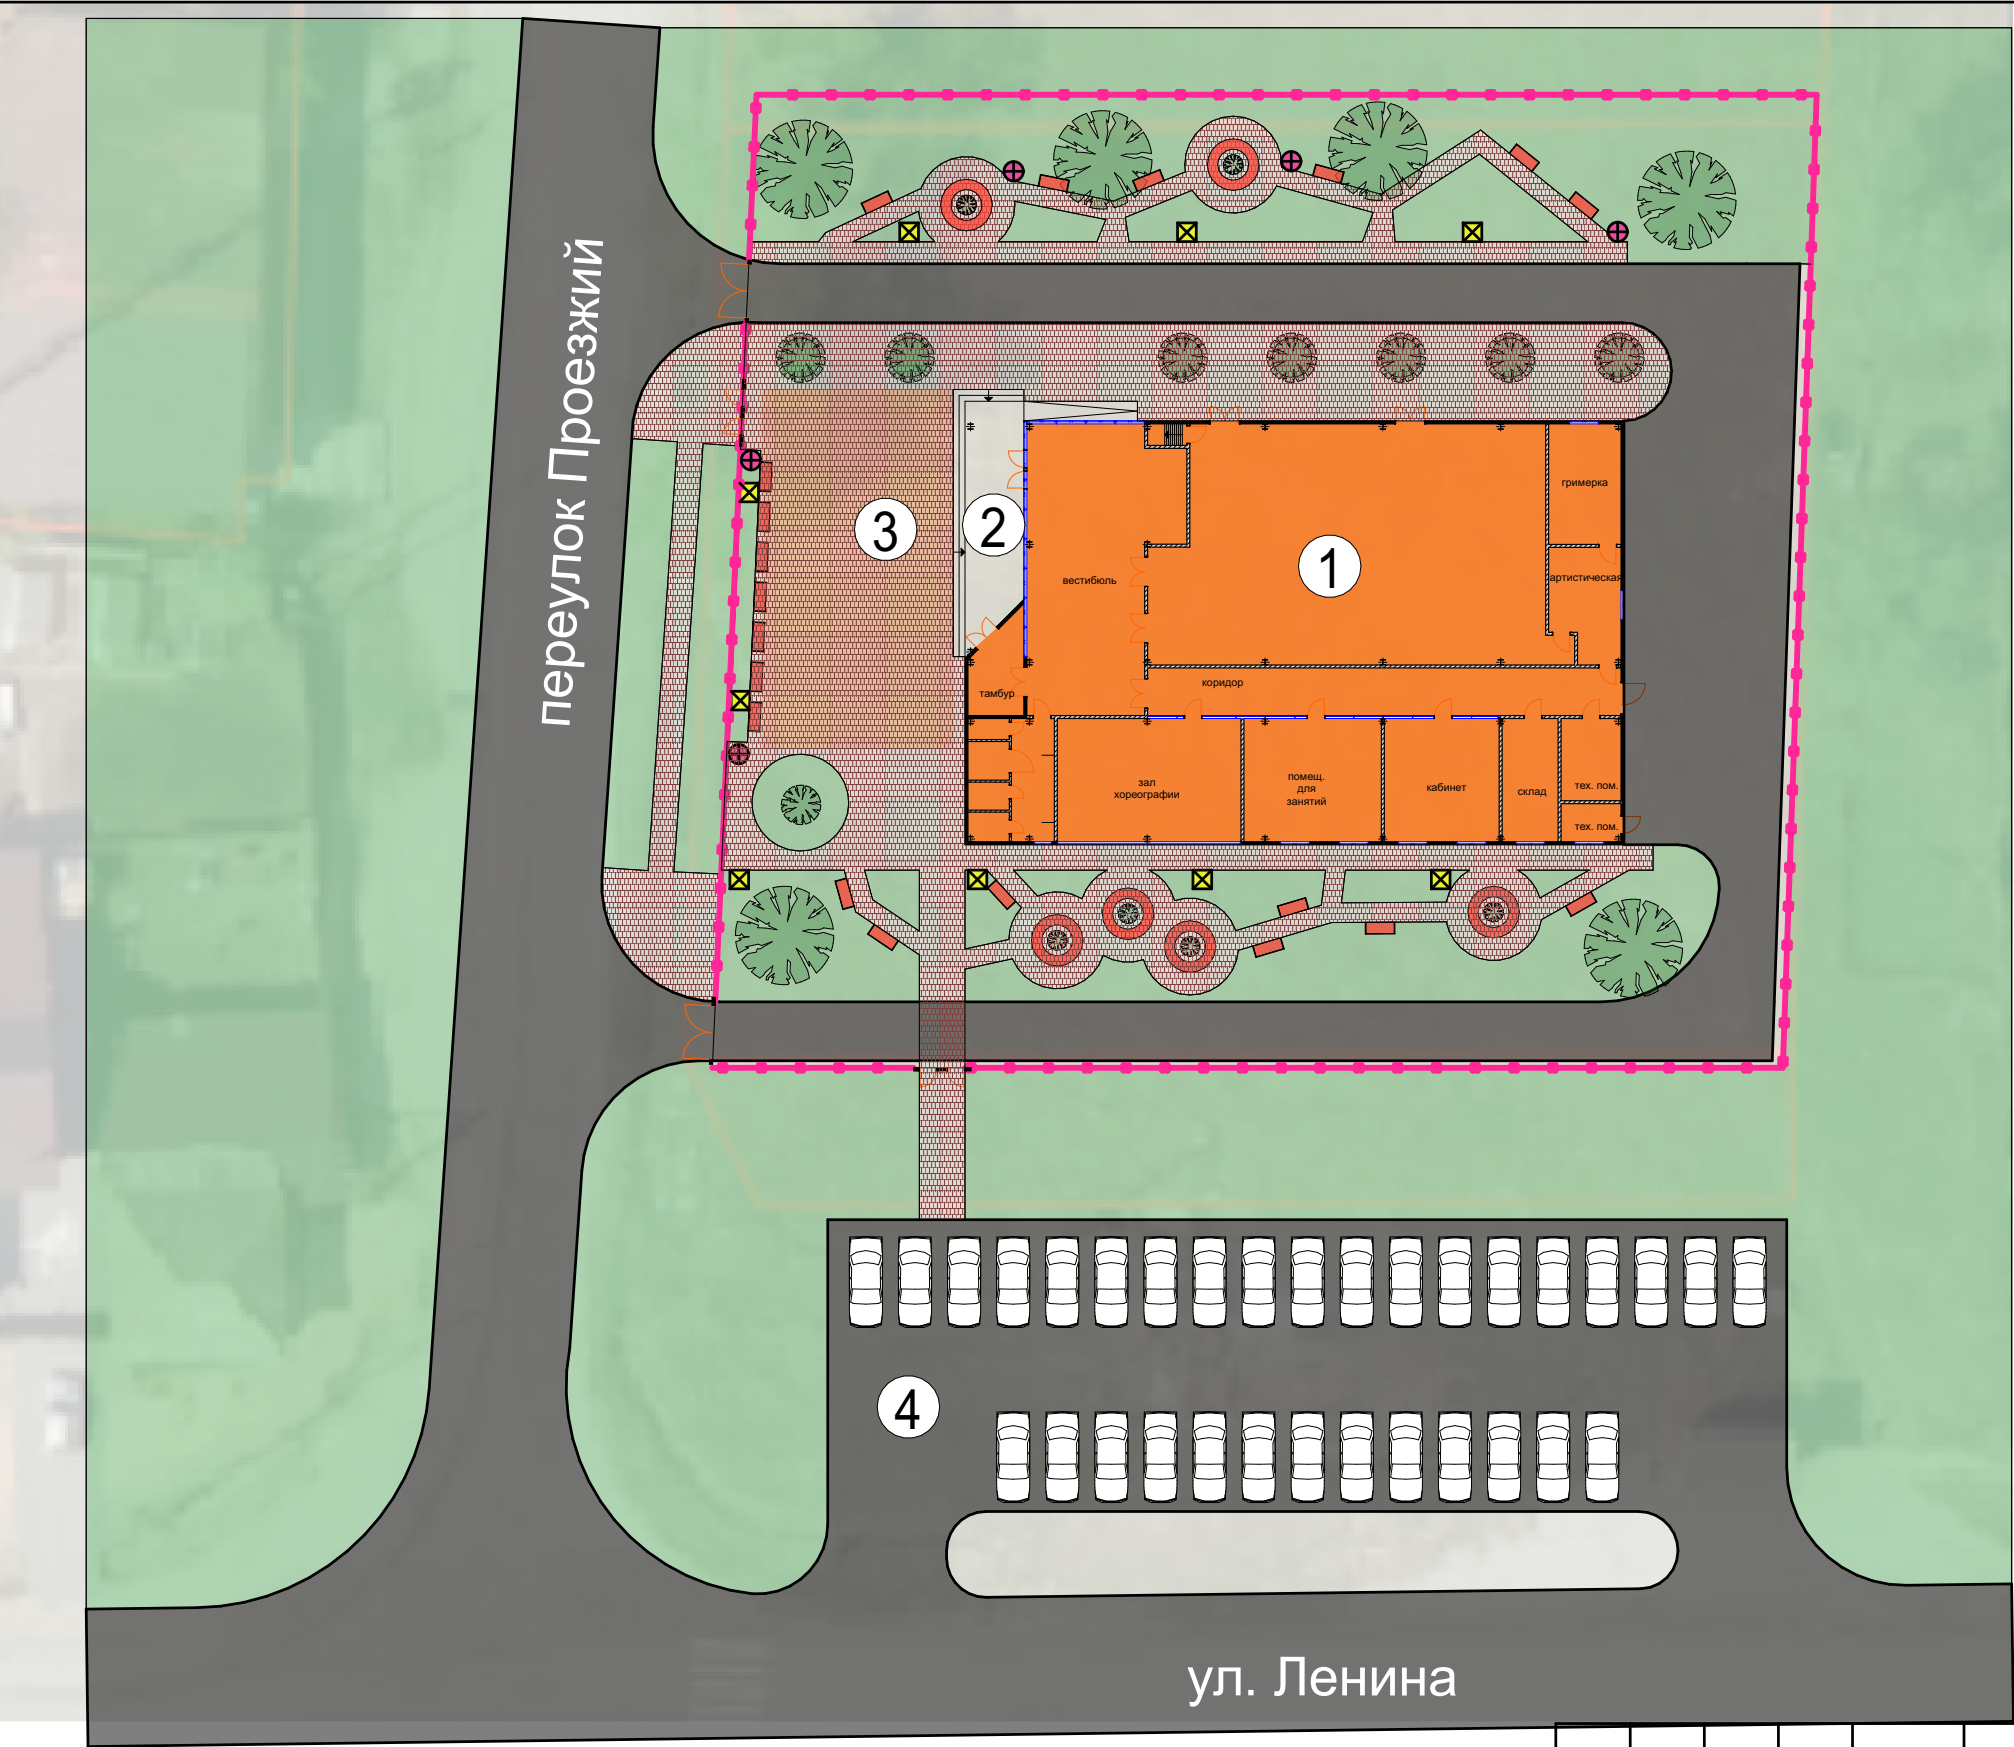 переулок Проезжий
3
2
1
гримерка
вестибюль
артистическая
коридор
тамбур
зал
хореографии
помещ.
для
занятий
кабинет
склад
тех. пом.
тех. пом.
4
ул. Ленина